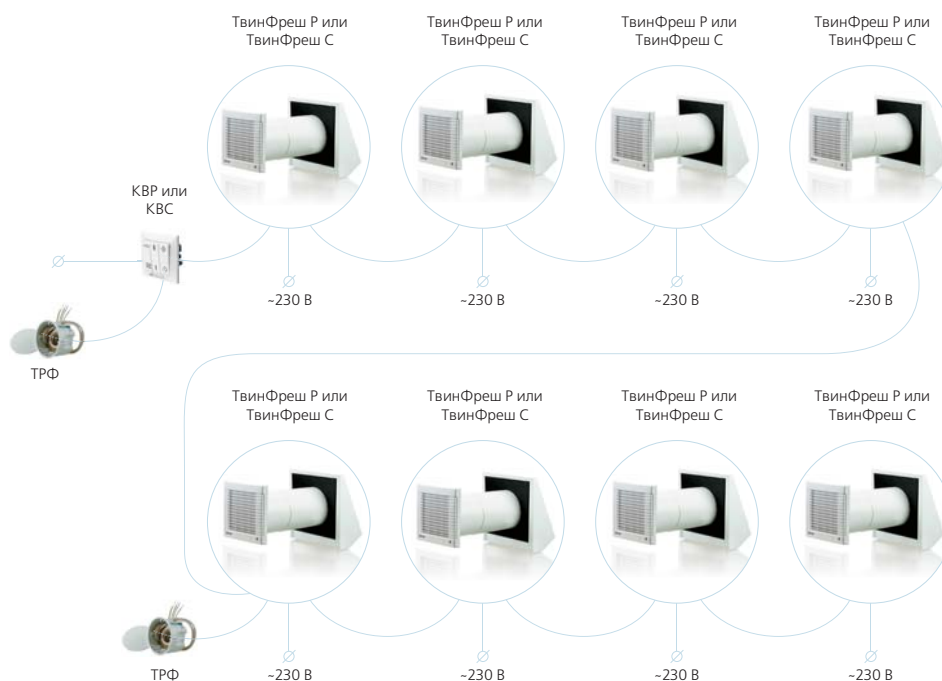 ТвинФреш Р или
ТвинФреш С
ТвинФреш Р или
ТвинФреш С
ТвинФреш Р или
ТвинФреш С
ТвинФреш Р или
ТвинФреш С
КВР или
КВС
~230 В
~230 В
~230 В
~230 В
ТРФ
ТвинФреш Р или
ТвинФреш С
ТвинФреш Р или
ТвинФреш С
ТвинФреш Р или
ТвинФреш С
ТвинФреш Р или
ТвинФреш С
ТРФ
~230 В
~230 В
~230 В
~230 В